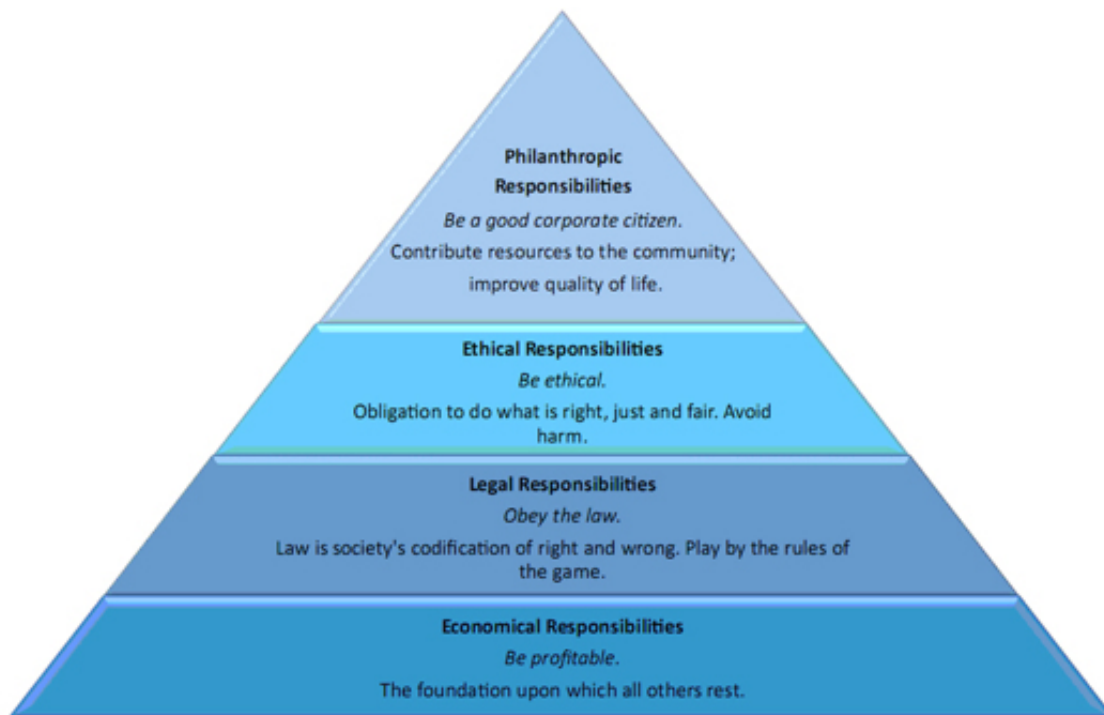 Philanthropic
Responsibilities
Be a good corporate citizen.
Contribute resources to the community;
improve quality of life.
Ethical Responsibilities
Be ethical.
Obligation to do what is right, just and fair. Avoid
harm.
Legal Responsibilities
Obey the law.
Law is society's codification of right and wrong. Play by the rules of
the game.
Economical Responsibilities
Be profitable.
The foundation upon which all others rest.